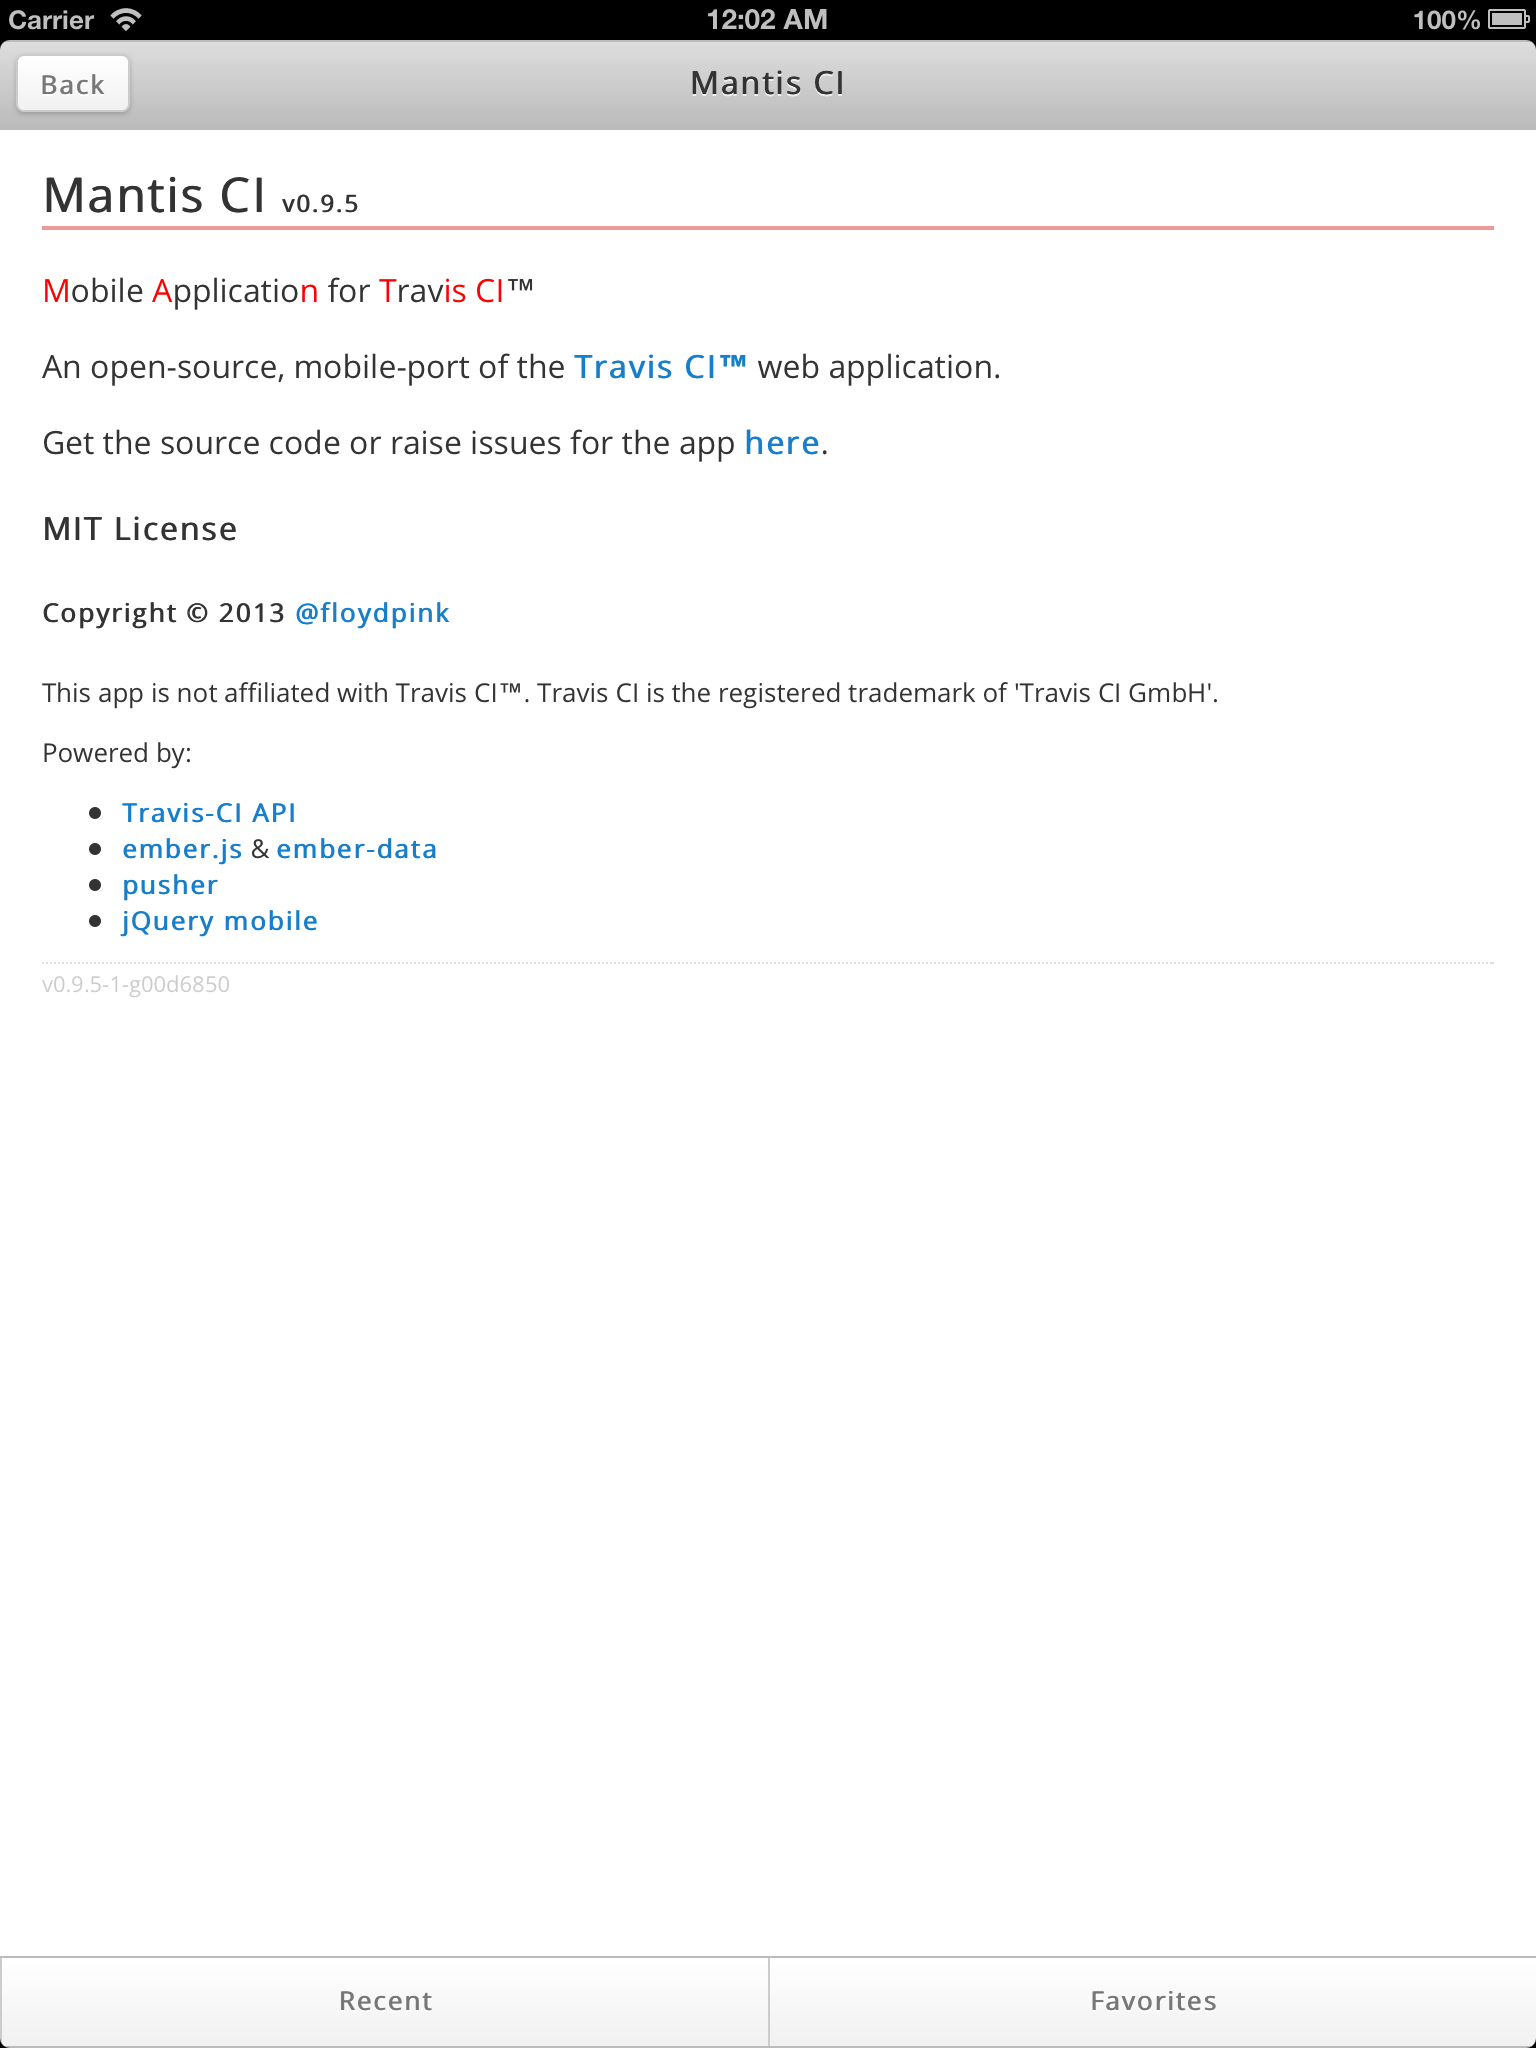 Carrier 12:02 AM 100%
Back Mantis CI
Mantis CI v0.9.5
Mobile Application for Travis CI™
An open-source, mobile-port of the Travis CI™ web application.
Get the source code or raise issues for the app here.
MIT License
Copyright © 2013 @floydpink
This app is not affiliated with Travis CI™. Travis CI is the registered trademark of 'Travis CI GmbH'.
Powered by:
• Travis-CI API
• ember.js & ember-data
• pusher
• jQuery mobile
v0.9.5-1-g00d6850
Recent Favorites